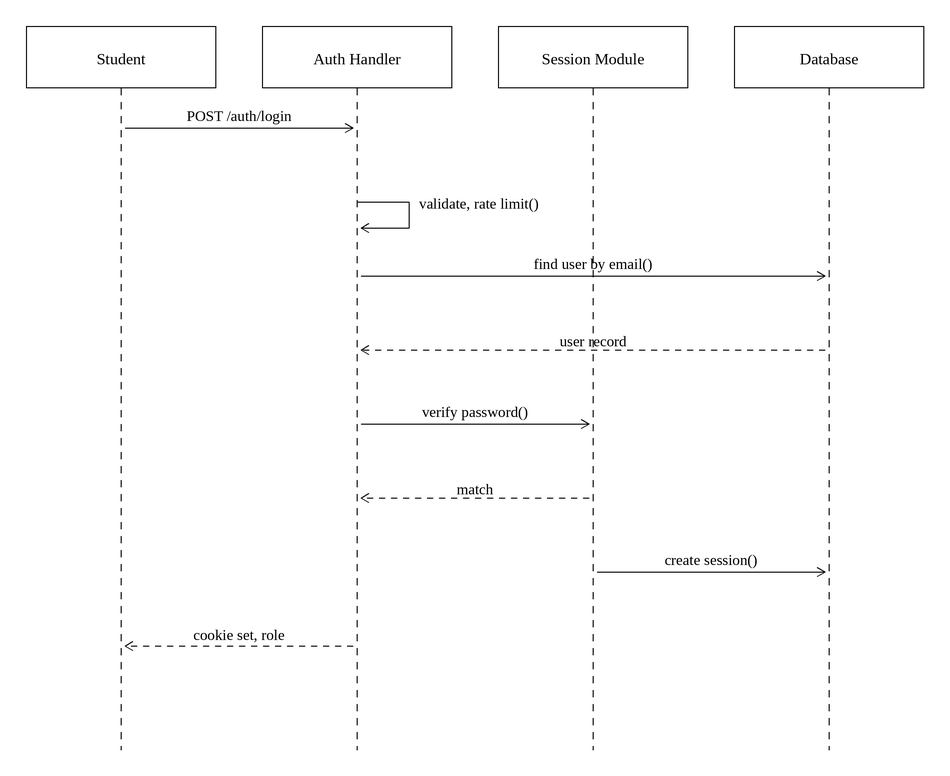 Student
Auth Handler
Session Module
Database
POST /auth/login
validate, rate limit()
find user by email()
user record
verify password()
match
create session()
cookie set, role